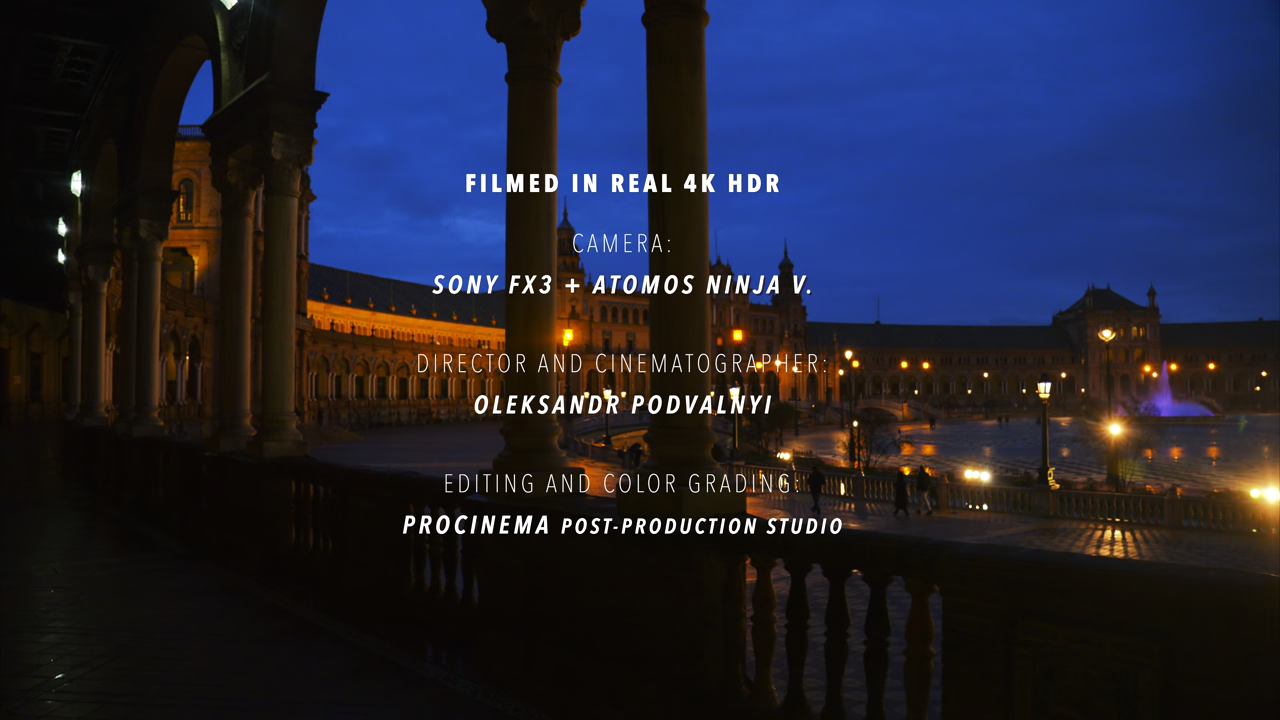 FILMED IN REAL 4K HDR
CAMERA:
SONY FX3 + ATOMOS NINJA V.
DIRECTOR AND CINEMATOGRAPHER:
OLEKSANDR PODVALNYI
EDITING AND COLOR GRADING:
PROCINEMA POST-PRODUCTION STUDIO